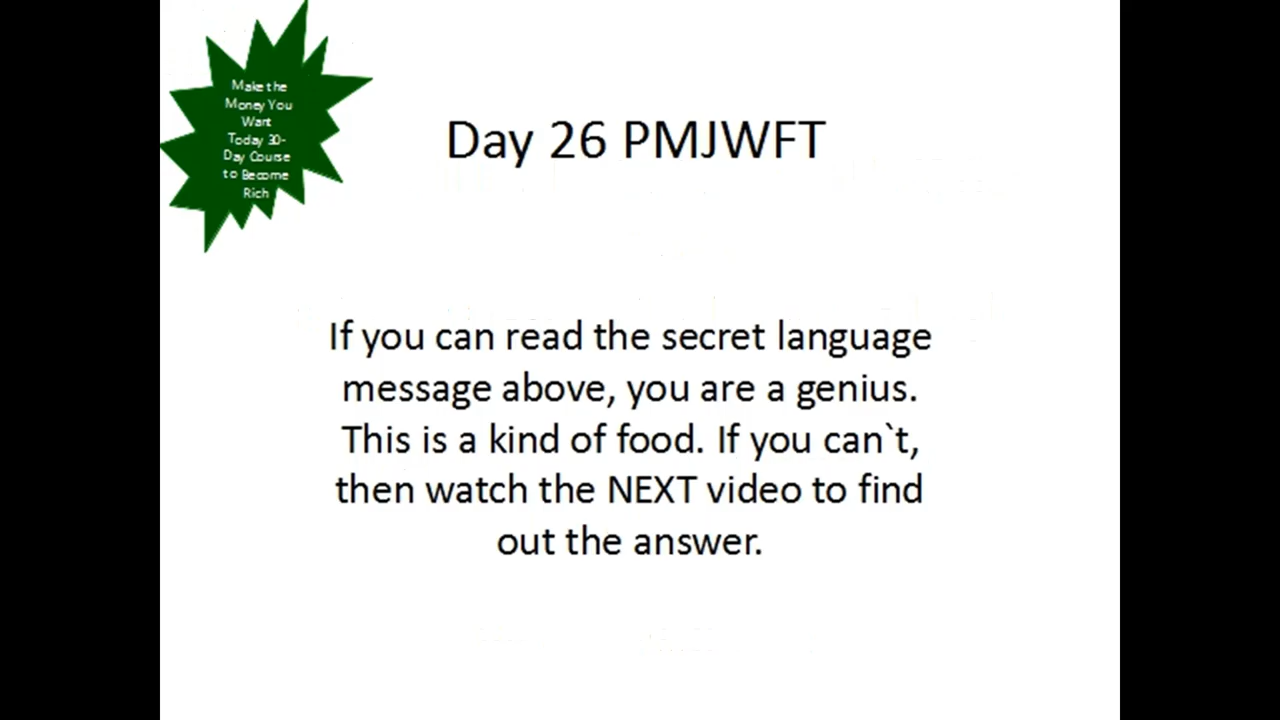 Make the
Money You
Want
Today 30-
Day Course
to Become
Rich
Day 26 PMJWFT
If you can read the secret language
message above, you are a genius.
This is a kind of food. If you can`t,
then watch the NEXT video to find
out the answer.